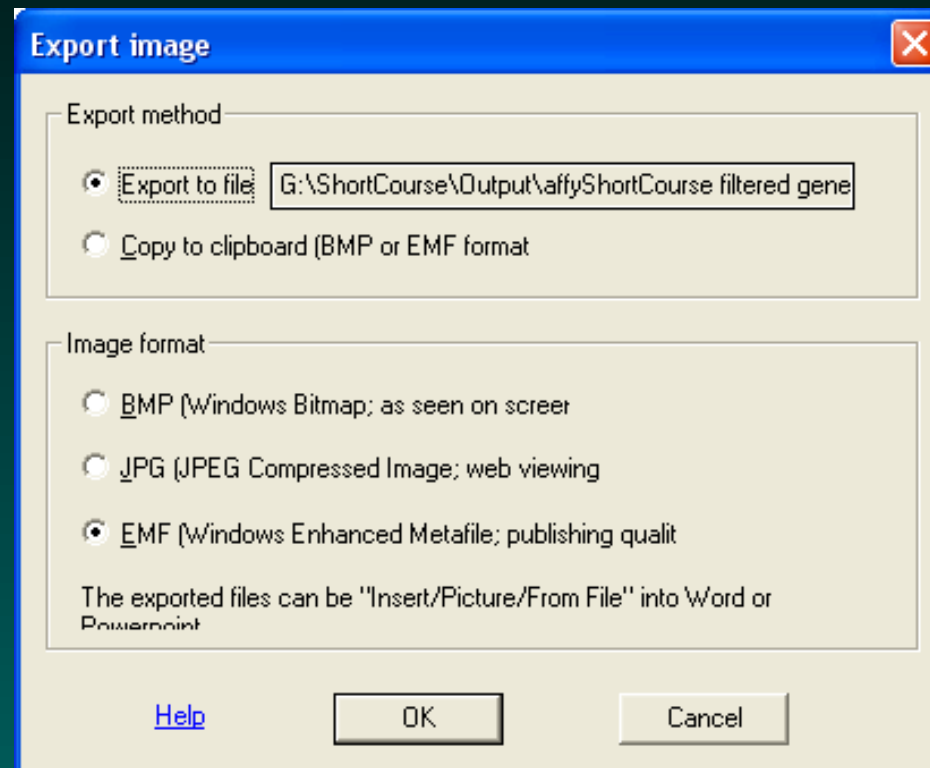 Export image
Export method
Export to file G:\ShortCourse\Output\affyShortCourse filtered gene
Copy to clipboard (BMP or EMF format
Image format
BMP (Windows Bitmap; as seen on screer
JPG (JPEG Compressed Image; web viewing
EMF (Windows Enhanced Metafile; publishing qualit
The exported files can be "Insert/Picture/From File" into Word or
Powerpoint
Help OK Cancel